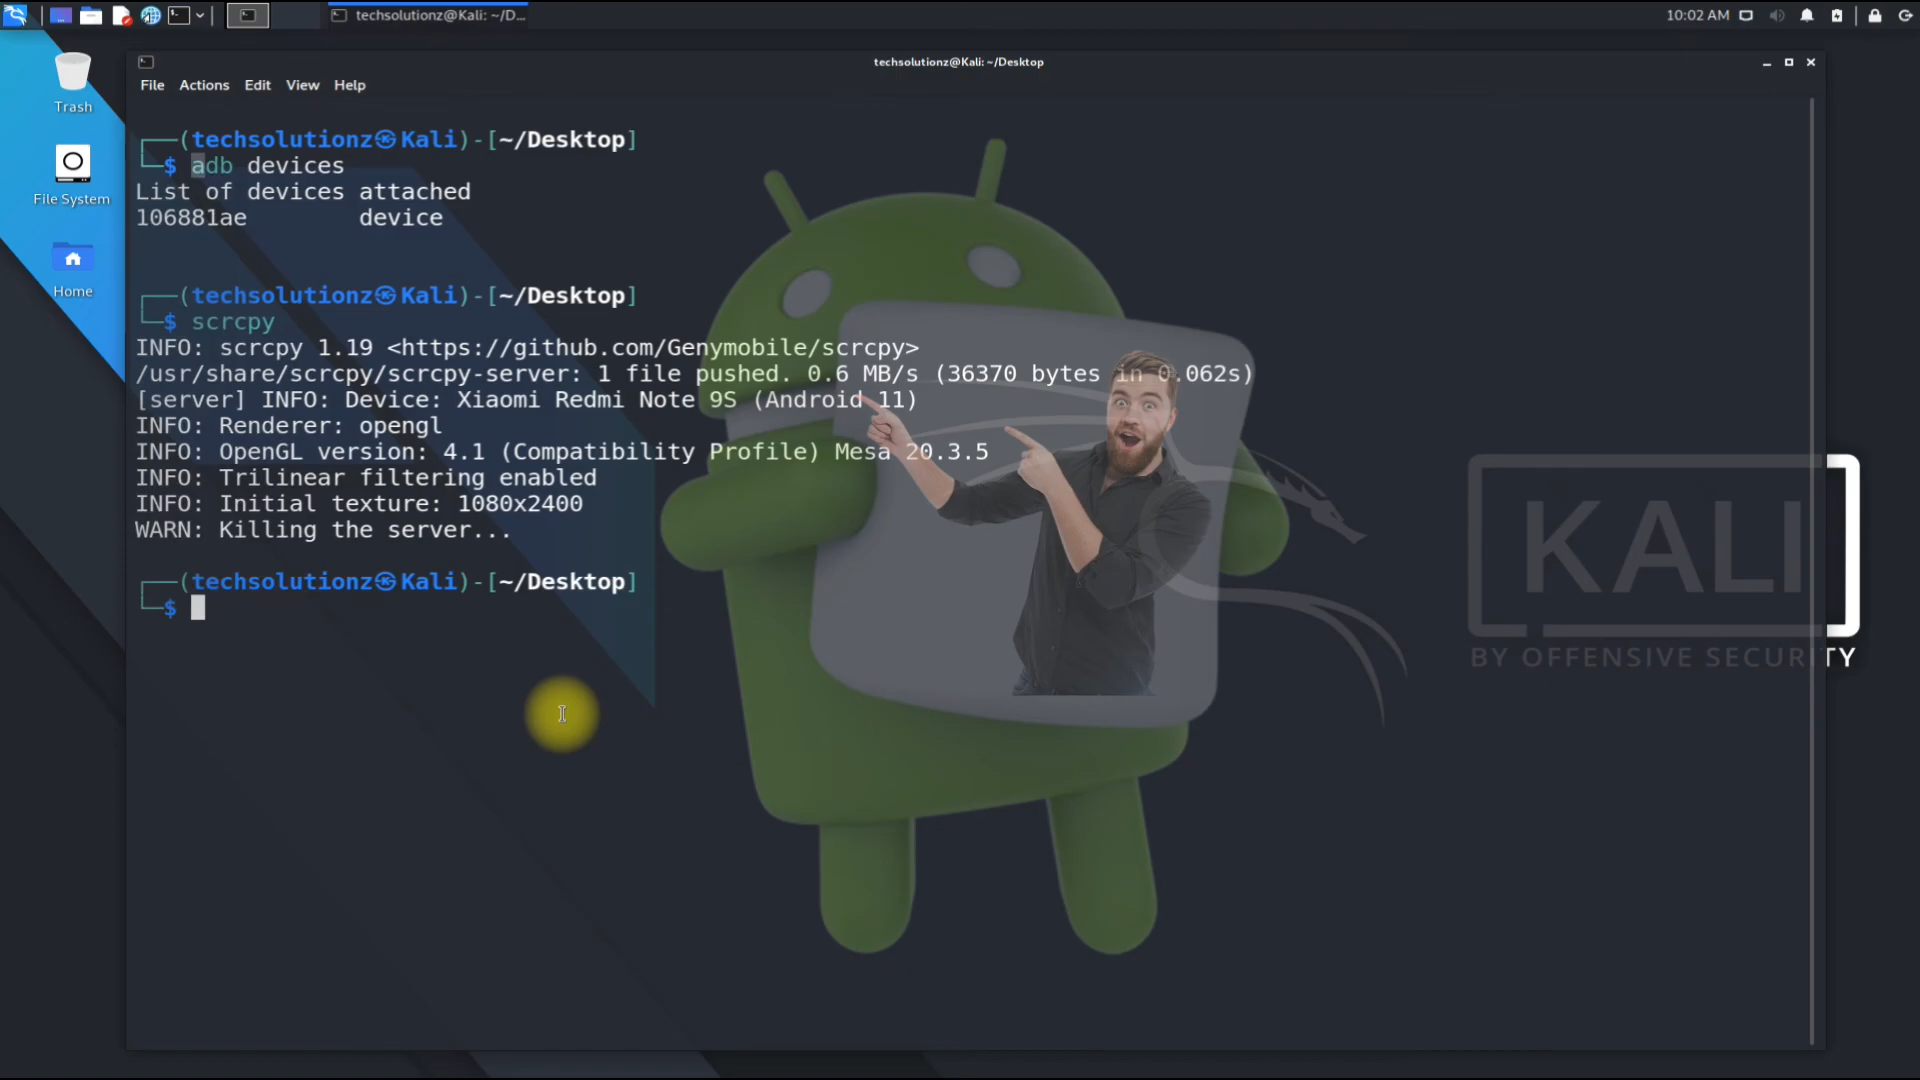 techsolutionz@Kali: ~/D...
10:02 AM
techsolutionz@Kali: ~/Desktop
File Actions Edit View Help
Trash
File System
Home
┌──(techsolutionz㉿Kali)-[~/Desktop]
└─$ adb devices
List of devices attached
106881ae        device
┌──(techsolutionz㉿Kali)-[~/Desktop]
└─$ scrcpy
INFO: scrcpy 1.19 <https://github.com/Genymobile/scrcpy>
/usr/share/scrcpy/scrcpy-server: 1 file pushed. 0.6 MB/s (36370 bytes in 0.062s)
[server] INFO: Device: Xiaomi Redmi Note 9S (Android 11)
INFO: Renderer: opengl
INFO: OpenGL version: 4.1 (Compatibility Profile) Mesa 20.3.5
INFO: Trilinear filtering enabled
INFO: Initial texture: 1080x2400
WARN: Killing the server...
┌──(techsolutionz㉿Kali)-[~/Desktop]
└─$
KALI
BY OFFENSIVE SECURITY